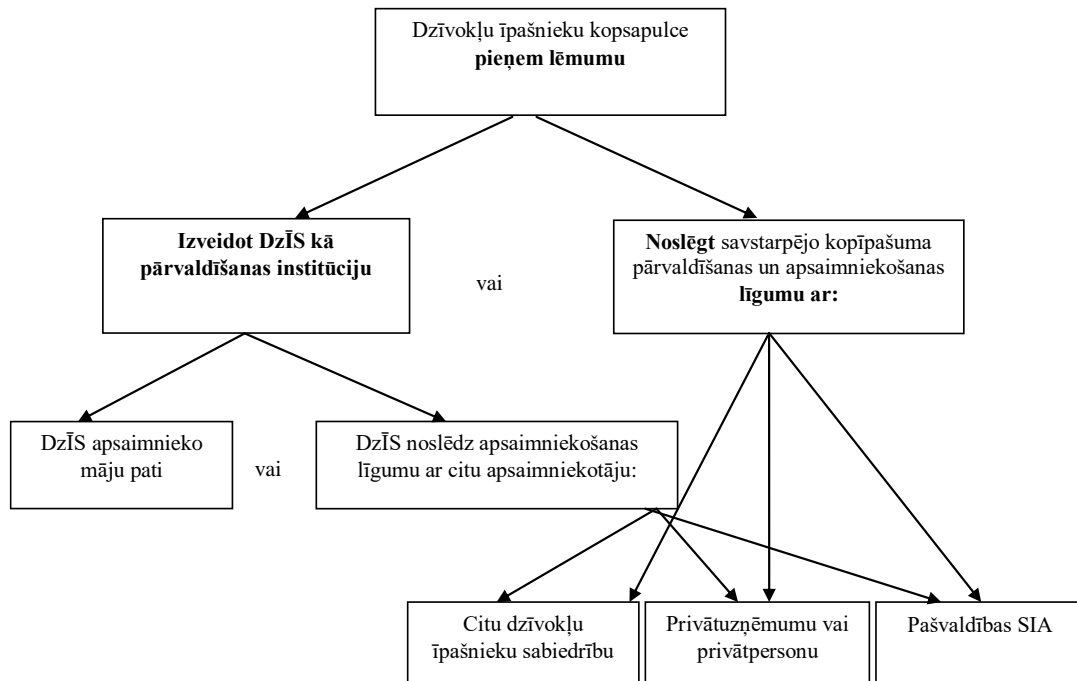 Dzīvokļu īpašnieku kopsapulce
pieņem lēmumu
Izveidot DzĪS kā
pārvaldīšanas institūciju
vai
Noslēgt savstarpējo kopīpašuma
pārvaldīšanas un apsaimniekošanas
līgumu ar:
DzĪS apsaimnieko
māju pati
vai
DzĪS noslēdz apsaimniekošanas
līgumu ar citu apsaimniekotāju:
Citu dzīvokļu
īpašnieku sabiedrību
Privātuzņēmumu vai
privātpersonu
Pašvaldības SIA